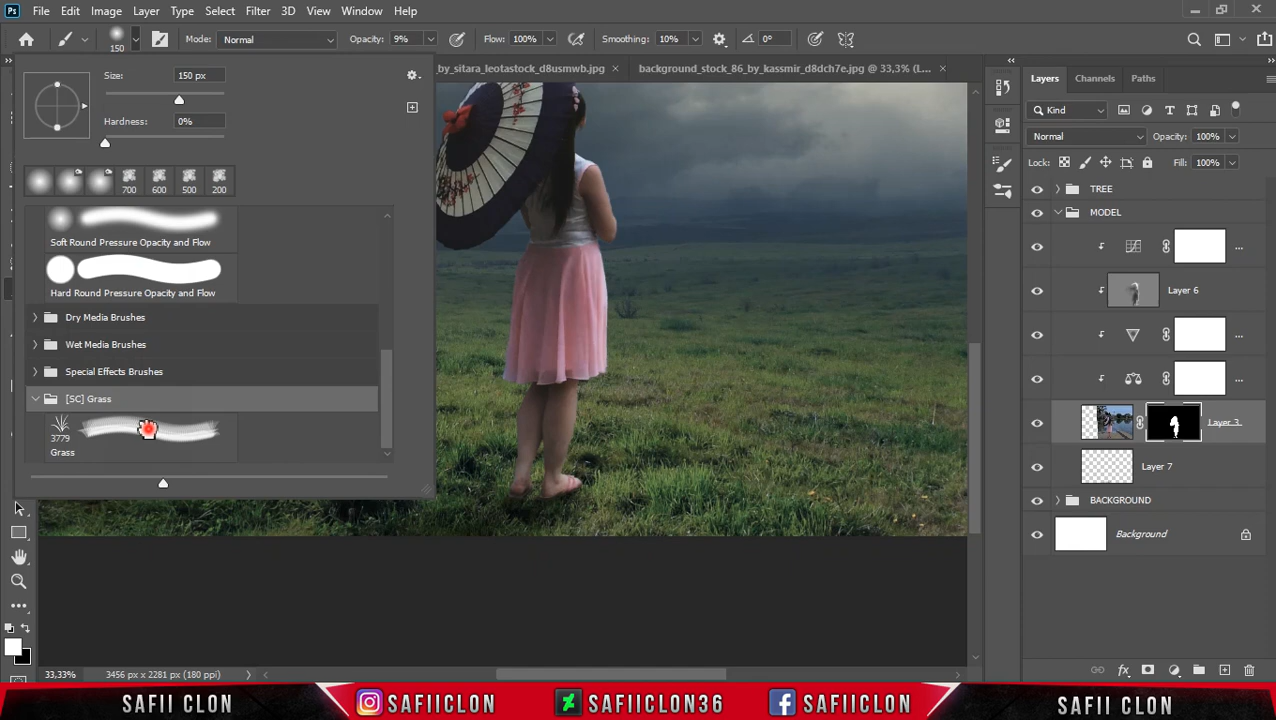 Ps File Edit Image Layer Type Select Filter 3D View Window Help
150 Mode: Normal Opacity: 9% Flow: 100% Smoothing: 10% 0°
by_sitara_leotastock_d8usmwb.jpg × background_stock_86_by_kassmir_d8dch7e.jpg @ 33,3% (L... ×
Size: 150 px
Hardness: 0%
700 600 500 200
Soft Round Pressure Opacity and Flow
Hard Round Pressure Opacity and Flow
Dry Media Brushes
Wet Media Brushes
Special Effects Brushes
[SC] Grass
3779
Grass
Layers Channels Paths
Kind
Normal Opacity: 100%
Lock: Fill: 100%
TREE
MODEL
...
Layer 6
...
...
Layer 3
Layer 7
BACKGROUND
Background
33,33% 3456 px x 2281 px (180 ppi)
SAFII CLON SAFIICLON SAFIICLON36 SAFIICLON SAFII CLON